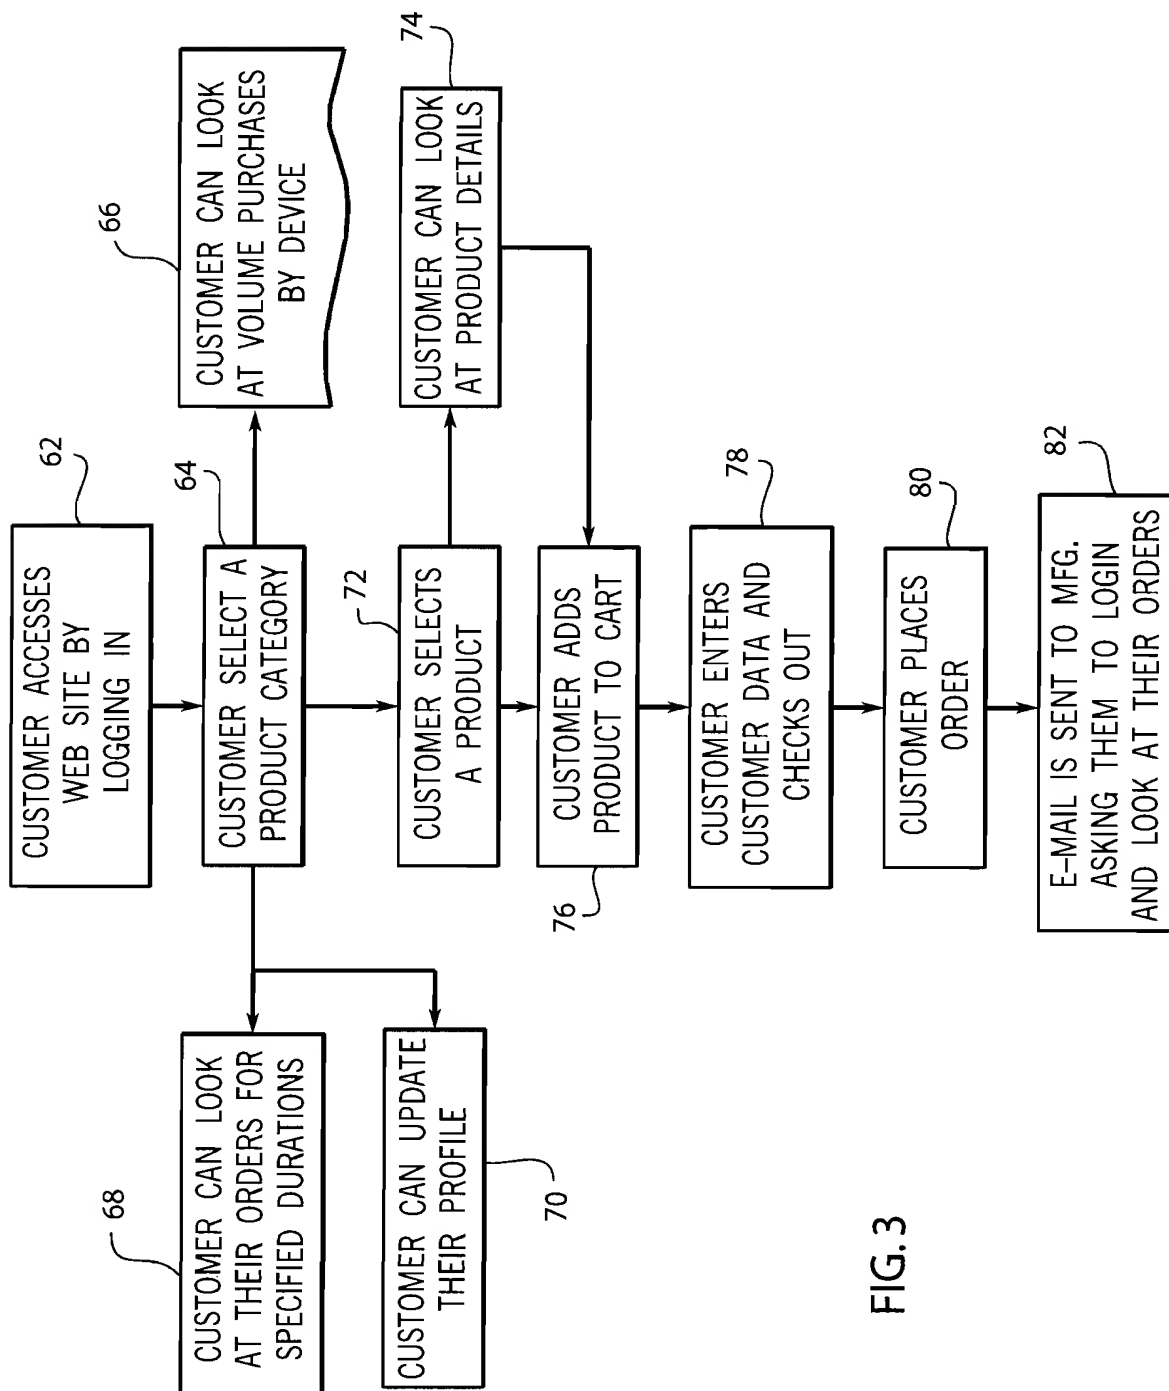 62
CUSTOMER ACCESSES
WEB SITE BY
LOGGING IN
64
CUSTOMER SELECT A
PRODUCT CATEGORY
66
CUSTOMER CAN LOOK
AT VOLUME PURCHASES
BY DEVICE
68
CUSTOMER CAN LOOK
AT THEIR ORDERS FOR
SPECIFIED DURATIONS
70
CUSTOMER CAN UPDATE
THEIR PROFILE
72
CUSTOMER SELECTS
A PRODUCT
74
CUSTOMER CAN LOOK
AT PRODUCT DETAILS
76
CUSTOMER ADDS
PRODUCT TO CART
78
CUSTOMER ENTERS
CUSTOMER DATA AND
CHECKS OUT
80
CUSTOMER PLACES
ORDER
82
E-MAIL IS SENT TO MFG.
ASKING THEM TO LOGIN
AND LOOK AT THEIR ORDERS
FIG. 3